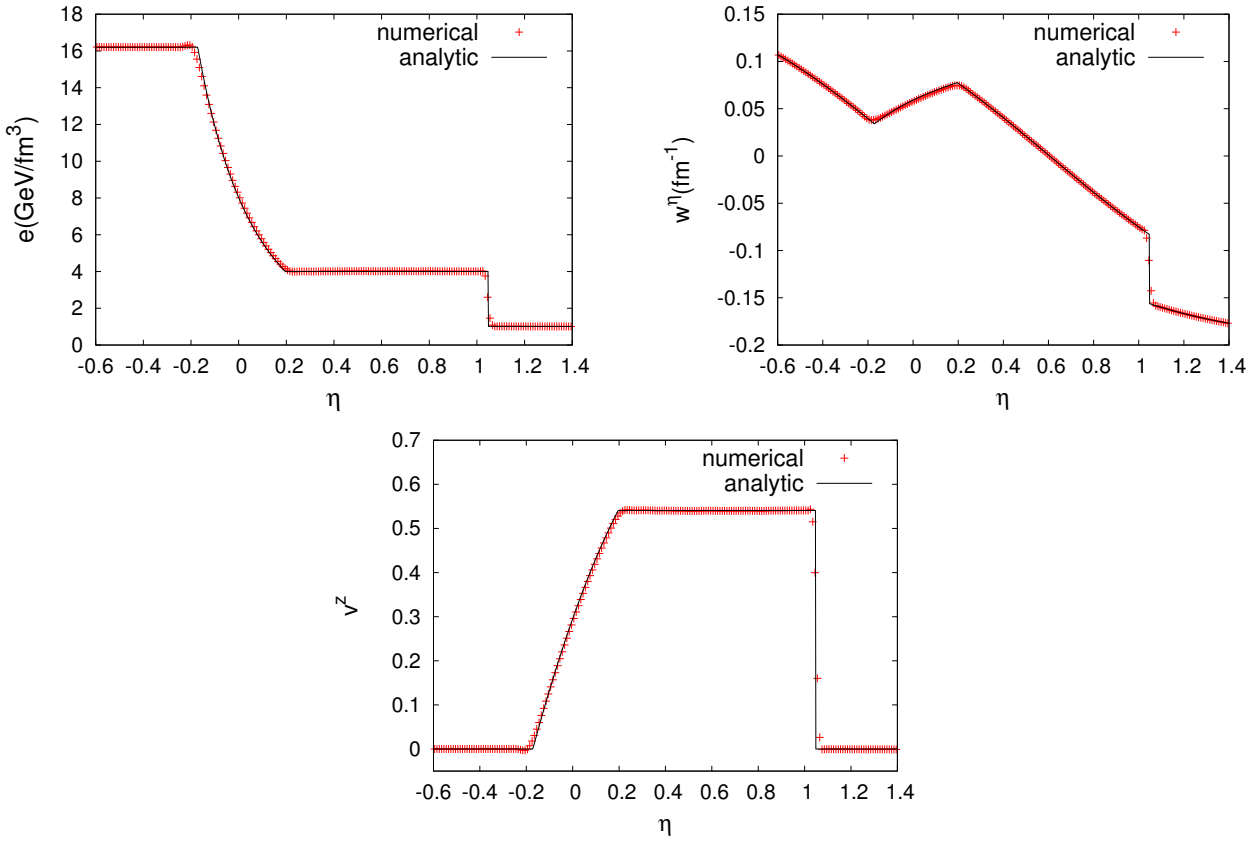 18
16
14
12
10
8
6
4
2
0
e(GeV/fm³)
numerical
analytic
-0.6 -0.4 -0.2 0 0.2 0.4 0.6 0.8 1 1.2 1.4
η
0.15
0.1
0.05
0
-0.05
-0.1
-0.15
-0.2
w^η(fm⁻¹)
numerical
analytic
-0.6 -0.4 -0.2 0 0.2 0.4 0.6 0.8 1 1.2 1.4
η
0.7
0.6
0.5
0.4
0.3
0.2
0.1
0
v^z
numerical
analytic
-0.6 -0.4 -0.2 0 0.2 0.4 0.6 0.8 1 1.2 1.4
η